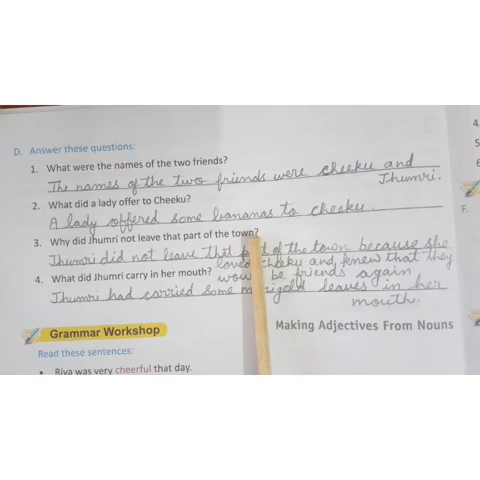 D. Answer these questions:
4.
1. What were the names of the two friends?
5
The names of the two friends were cheeku and
Jhumri.
6
2. What did a lady offer to Cheeku?
A lady offered some bananas to cheeku.
F.
3. Why did Jhumri not leave that part of the town?
Jhumri did not leave that of the town because she
loved cheeku and, knew that they
4. What did Jhumri carry in her mouth?
be friends again
Jhumri had carried some leaves in her
mouth.
Grammar Workshop
Making Adjectives From Nouns
Read these sentences:
• Riya was very cheerful that day.